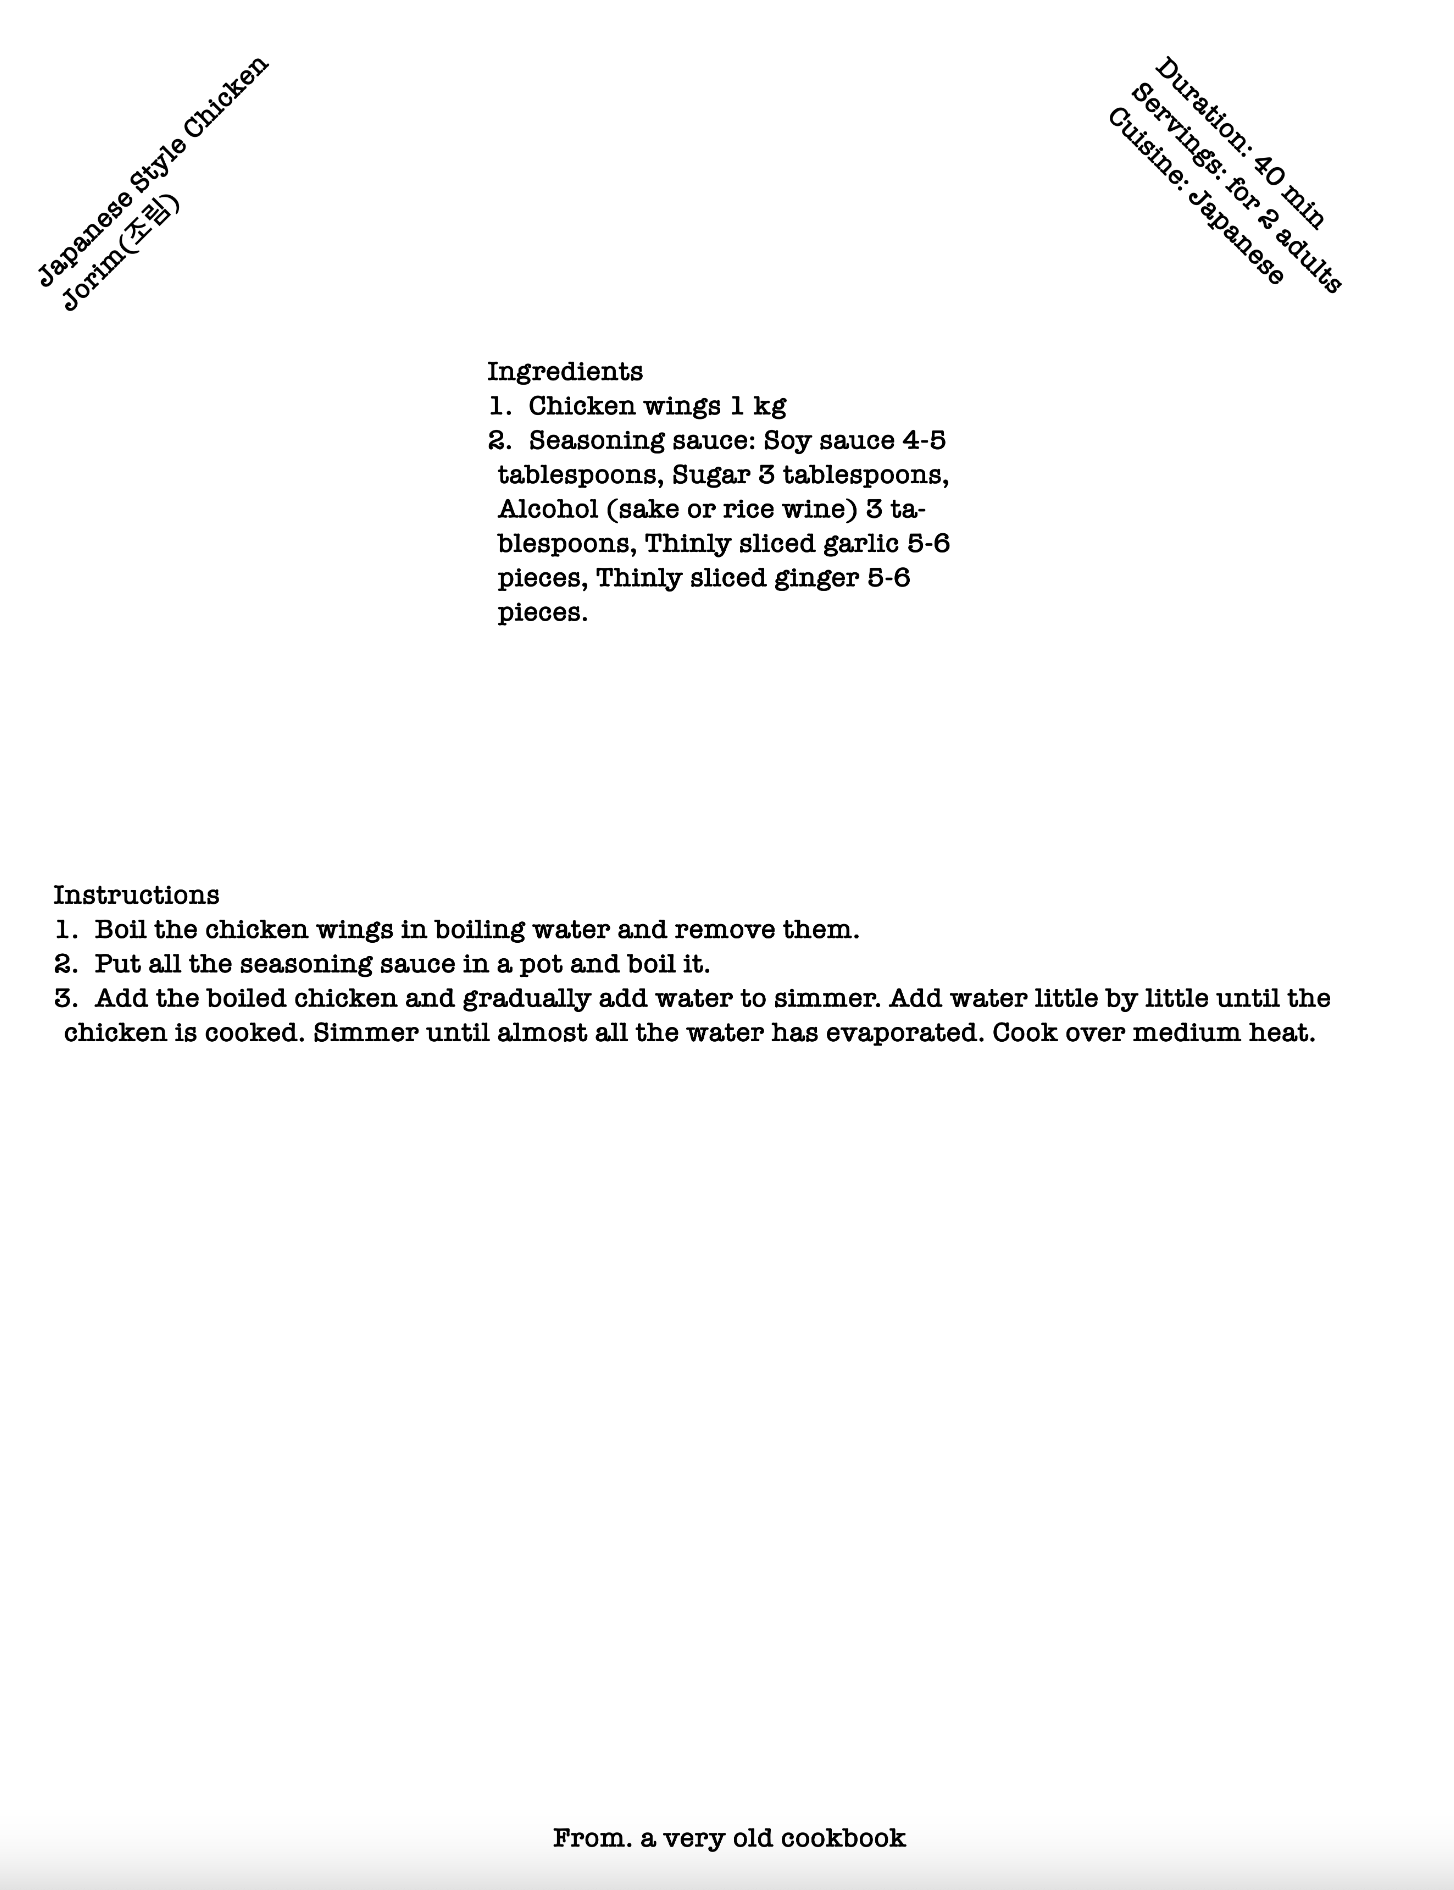 Japanese Style Chicken
Jorim(조림)
Duration: 40 min
Servings: for 2 adults
Cuisine: Japanese
Ingredients
1. Chicken wings 1 kg
2. Seasoning sauce: Soy sauce 4-5
tablespoons, Sugar 3 tablespoons,
Alcohol (sake or rice wine) 3 ta-
blespoons, Thinly sliced garlic 5-6
pieces, Thinly sliced ginger 5-6
pieces.
Instructions
1. Boil the chicken wings in boiling water and remove them.
2. Put all the seasoning sauce in a pot and boil it.
3. Add the boiled chicken and gradually add water to simmer. Add water little by little until the
chicken is cooked. Simmer until almost all the water has evaporated. Cook over medium heat.
From. a very old cookbook